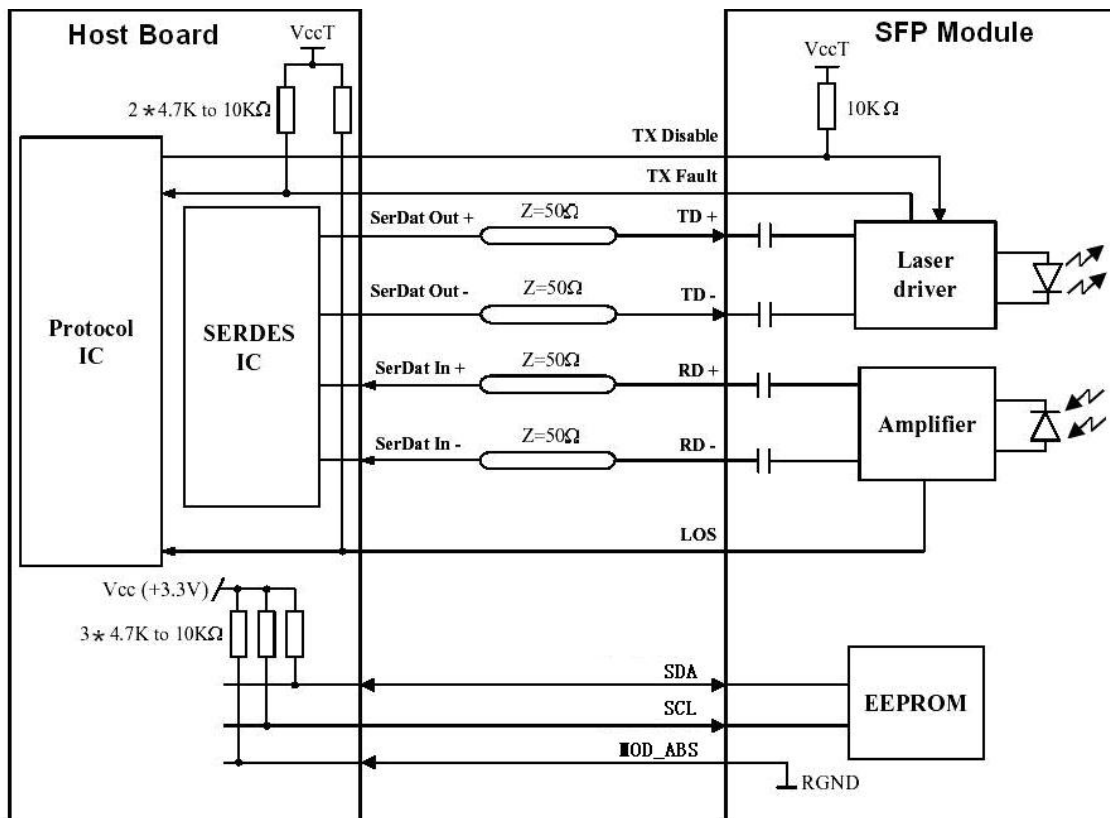 Host Board
SFP Module
VccT
VccT
2*4.7K to 10KΩ
10KΩ
TX Disable
TX Fault
SerDat Out +
Z=50Ω
TD +
Laser
driver
SerDat Out -
Z=50Ω
TD -
Protocol
IC
SERDES
IC
SerDat In +
Z=50Ω
RD +
Amplifier
SerDat In -
Z=50Ω
RD -
LOS
Vcc (+3.3V)
3*4.7K to 10KΩ
SDA
EEPROM
SCL
MOD_ABS
RGND